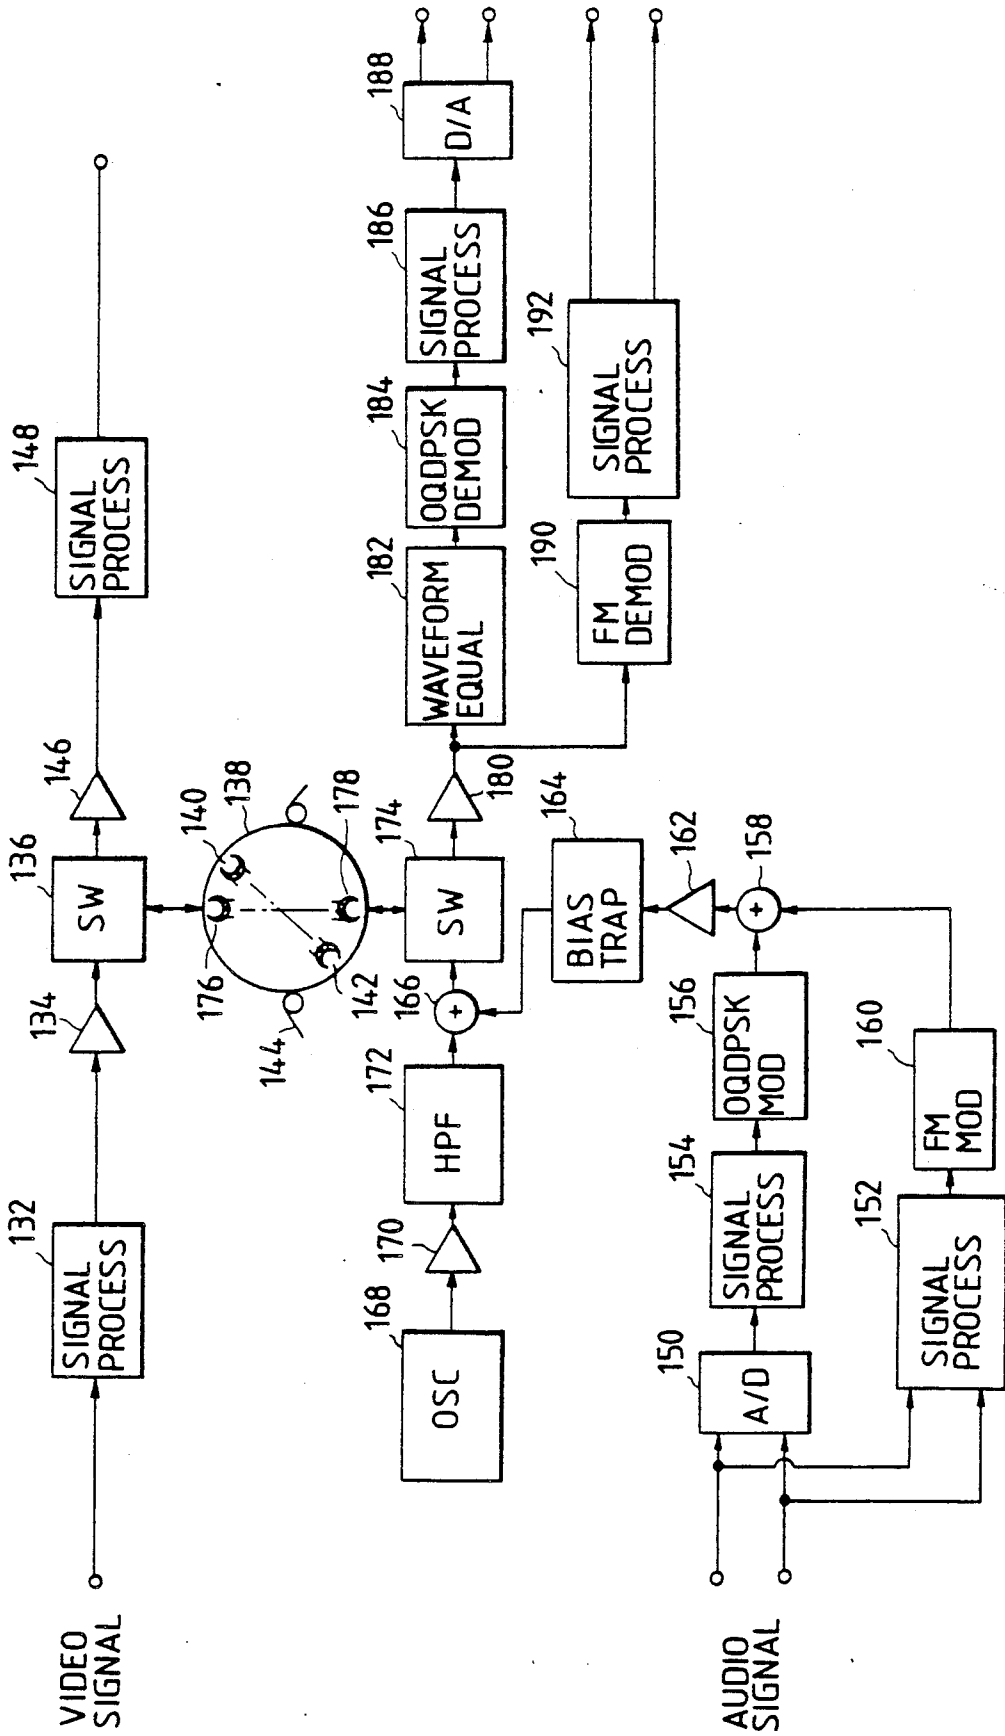 VIDEO
SIGNAL
132
SIGNAL
PROCESS
134
136
SW
146
148
SIGNAL
PROCESS
140
138
176
178
142
144
168
OSC
170
172
HPF
166
174
SW
180
182
WAVEFORM
EQUAL
184
OQDPSK
DEMOD
186
SIGNAL
PROCESS
188
D/A
190
FM
DEMOD
192
SIGNAL
PROCESS
164
BIAS
TRAP
162
158
+
+
AUDIO
SIGNAL
150
A/D
154
SIGNAL
PROCESS
156
OQDPSK
MOD
152
SIGNAL
PROCESS
160
FM
MOD